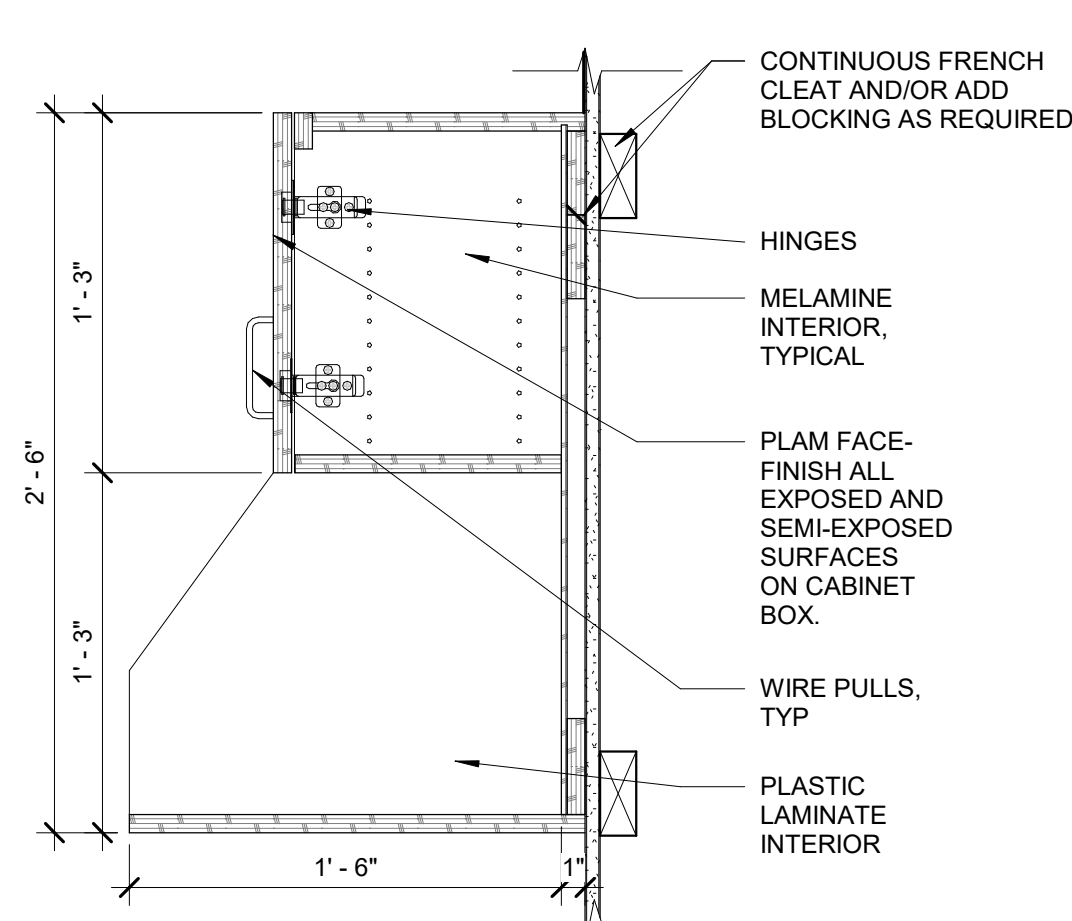 CONTINUOUS FRENCH
CLEAT AND/OR ADD
BLOCKING AS REQUIRED
HINGES
MELAMINE
INTERIOR,
TYPICAL
PLAM FACE-
FINISH ALL
EXPOSED AND
SEMI-EXPOSED
SURFACES
ON CABINET
BOX.
WIRE PULLS,
TYP
PLASTIC
LAMINATE
INTERIOR
2' - 6"
1' - 3"
1' - 3"
1' - 6"
1"